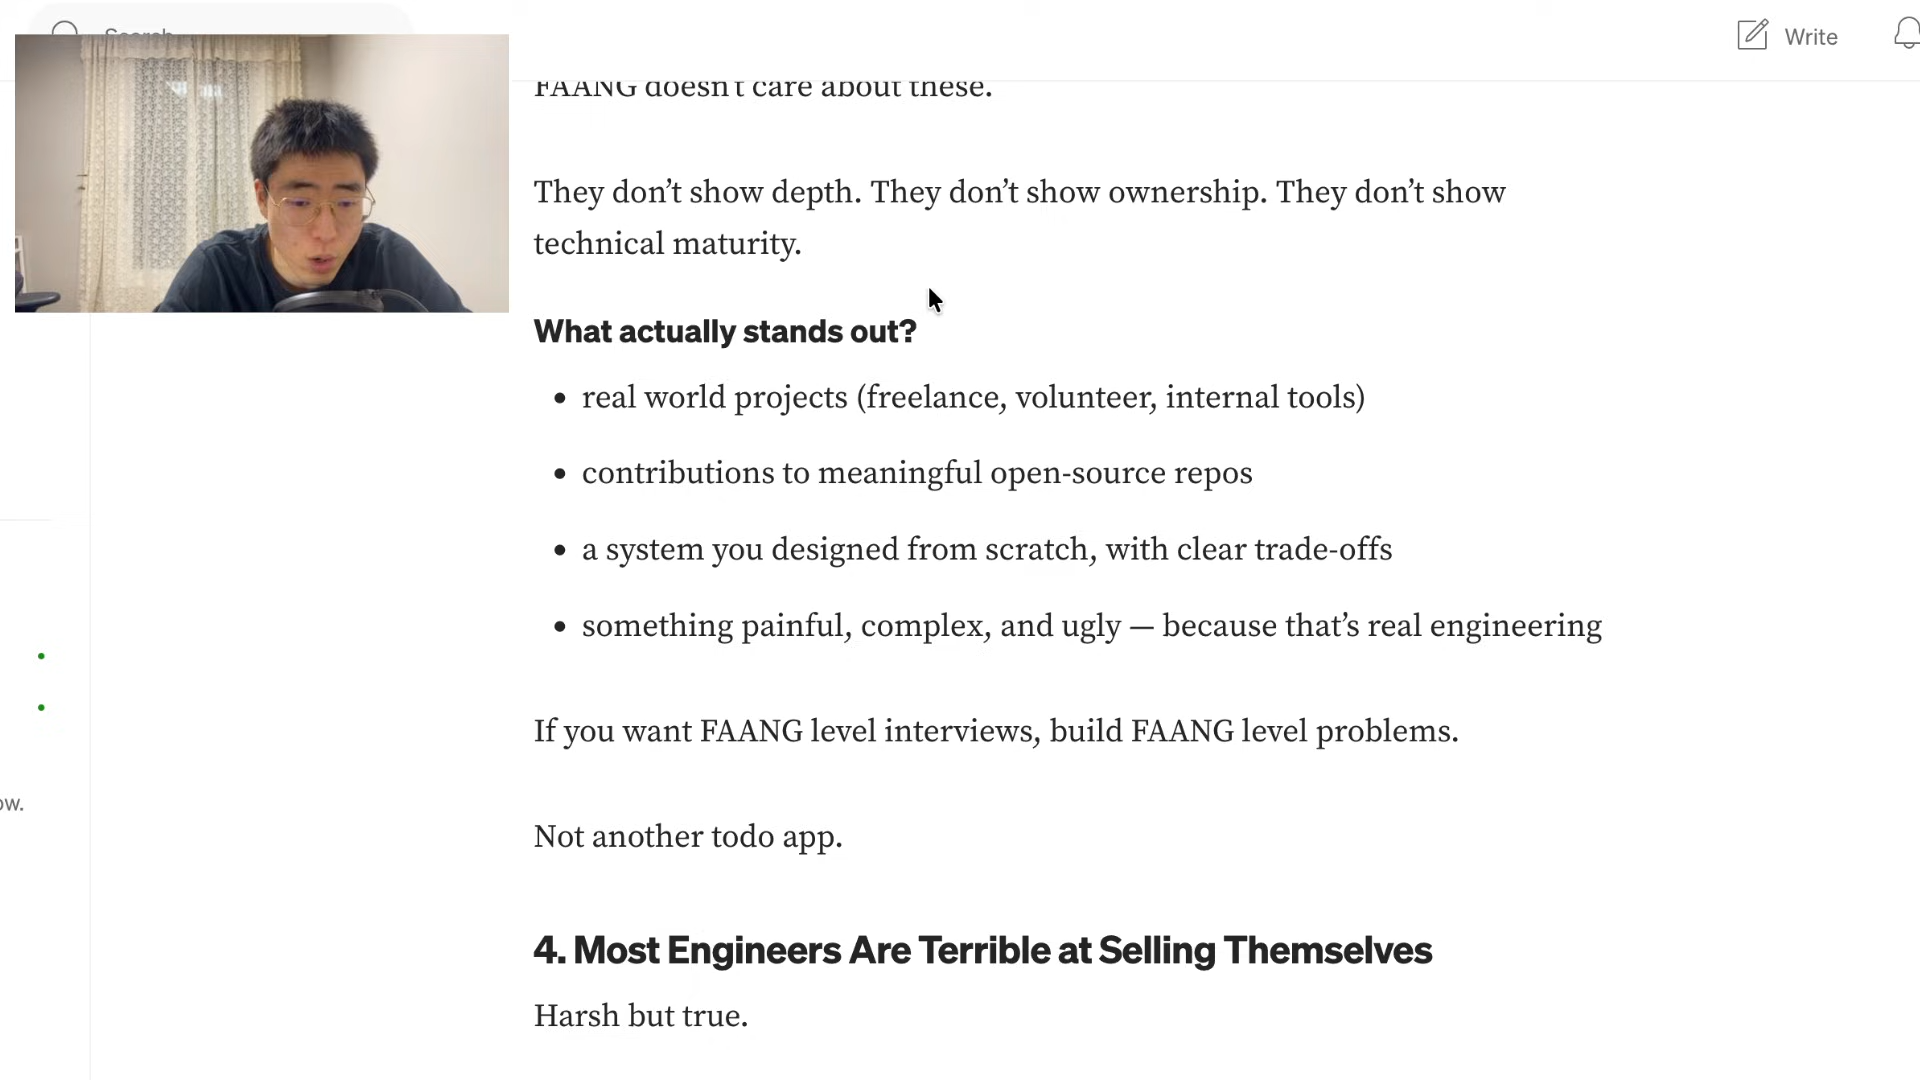 Search
Write
FAANG doesn't care about these.
They don’t show depth. They don’t show ownership. They don’t show
technical maturity.
What actually stands out?
• real world projects (freelance, volunteer, internal tools)
• contributions to meaningful open-source repos
• a system you designed from scratch, with clear trade-offs
• something painful, complex, and ugly — because that’s real engineering
If you want FAANG level interviews, build FAANG level problems.
ow.
Not another todo app.
4. Most Engineers Are Terrible at Selling Themselves
Harsh but true.